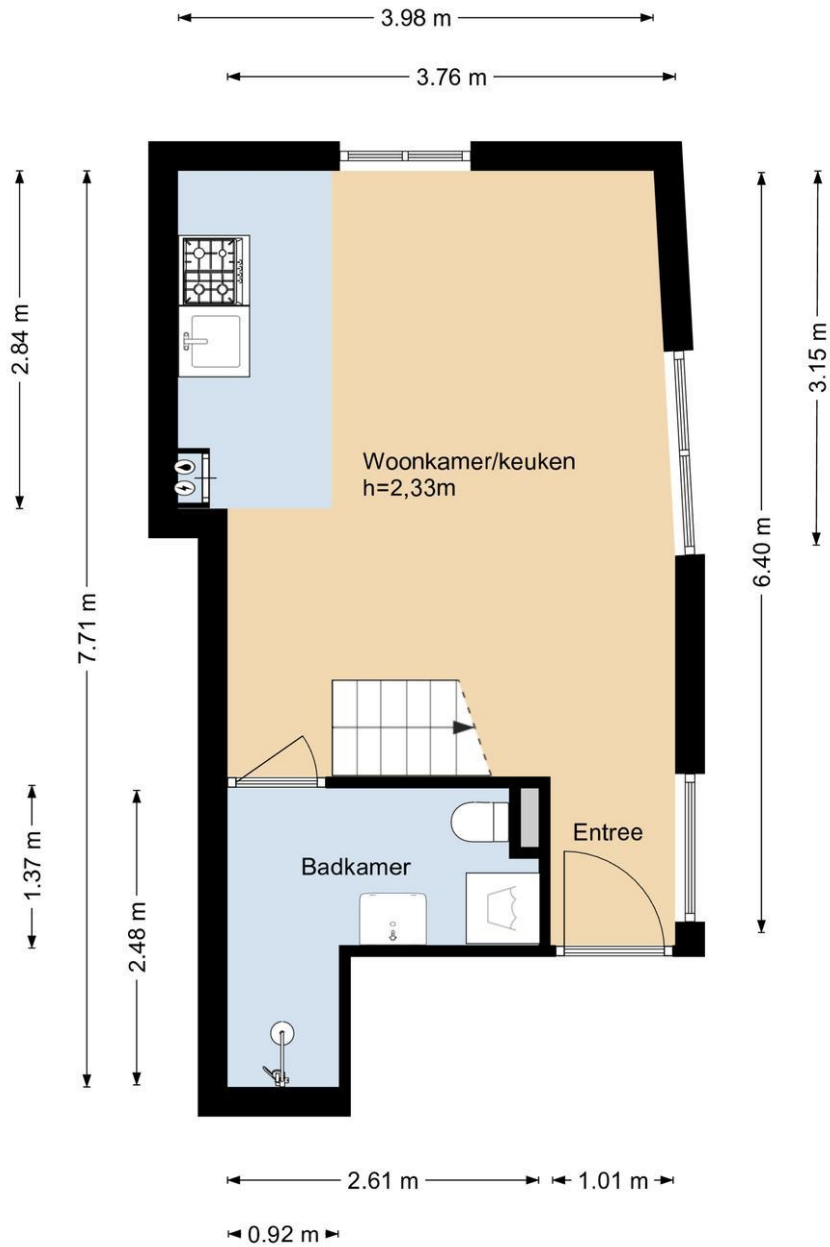 3.98 m
3.76 m
2.84 m
7.71 m
3.15 m
6.40 m
Woonkamer/keuken
h=2,33m
1.37 m
2.48 m
Badkamer
Entree
2.61 m
1.01 m
0.92 m